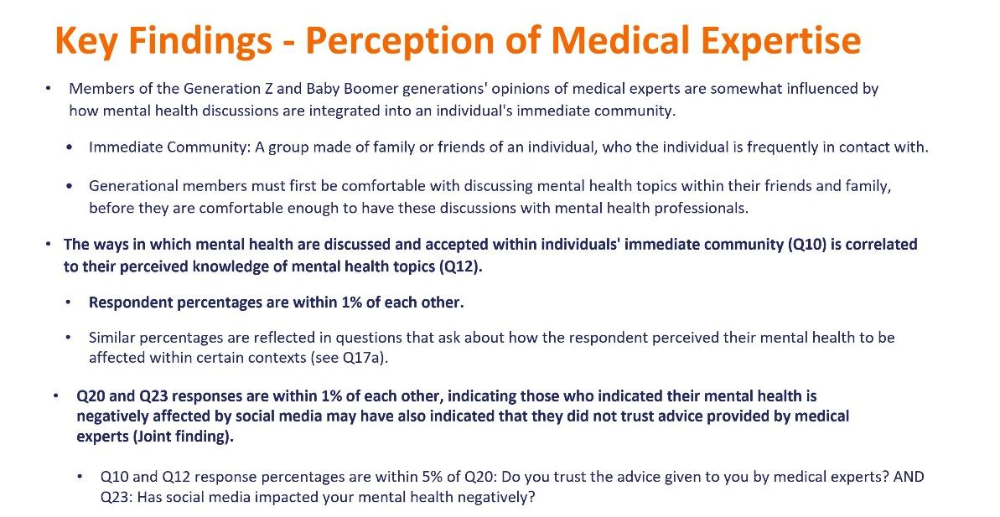 Key Findings - Perception of Medical Expertise
• Members of the Generation Z and Baby Boomer generations' opinions of medical experts are somewhat influenced by
how mental health discussions are integrated into an individual's immediate community.
• Immediate Community: A group made of family or friends of an individual, who the individual is frequently in contact with.
• Generational members must first be comfortable with discussing mental health topics within their friends and family,
before they are comfortable enough to have these discussions with mental health professionals.
• The ways in which mental health are discussed and accepted within individuals' immediate community (Q10) is correlated
to their perceived knowledge of mental health topics (Q12).
• Respondent percentages are within 1% of each other.
• Similar percentages are reflected in questions that ask about how the respondent perceived their mental health to be
affected within certain contexts (see Q17a).
• Q20 and Q23 responses are within 1% of each other, indicating those who indicated their mental health is
negatively affected by social media may have also indicated that they did not trust advice provided by medical
experts (Joint finding).
• Q10 and Q12 response percentages are within 5% of Q20: Do you trust the advice given to you by medical experts? AND
Q23: Has social media impacted your mental health negatively?